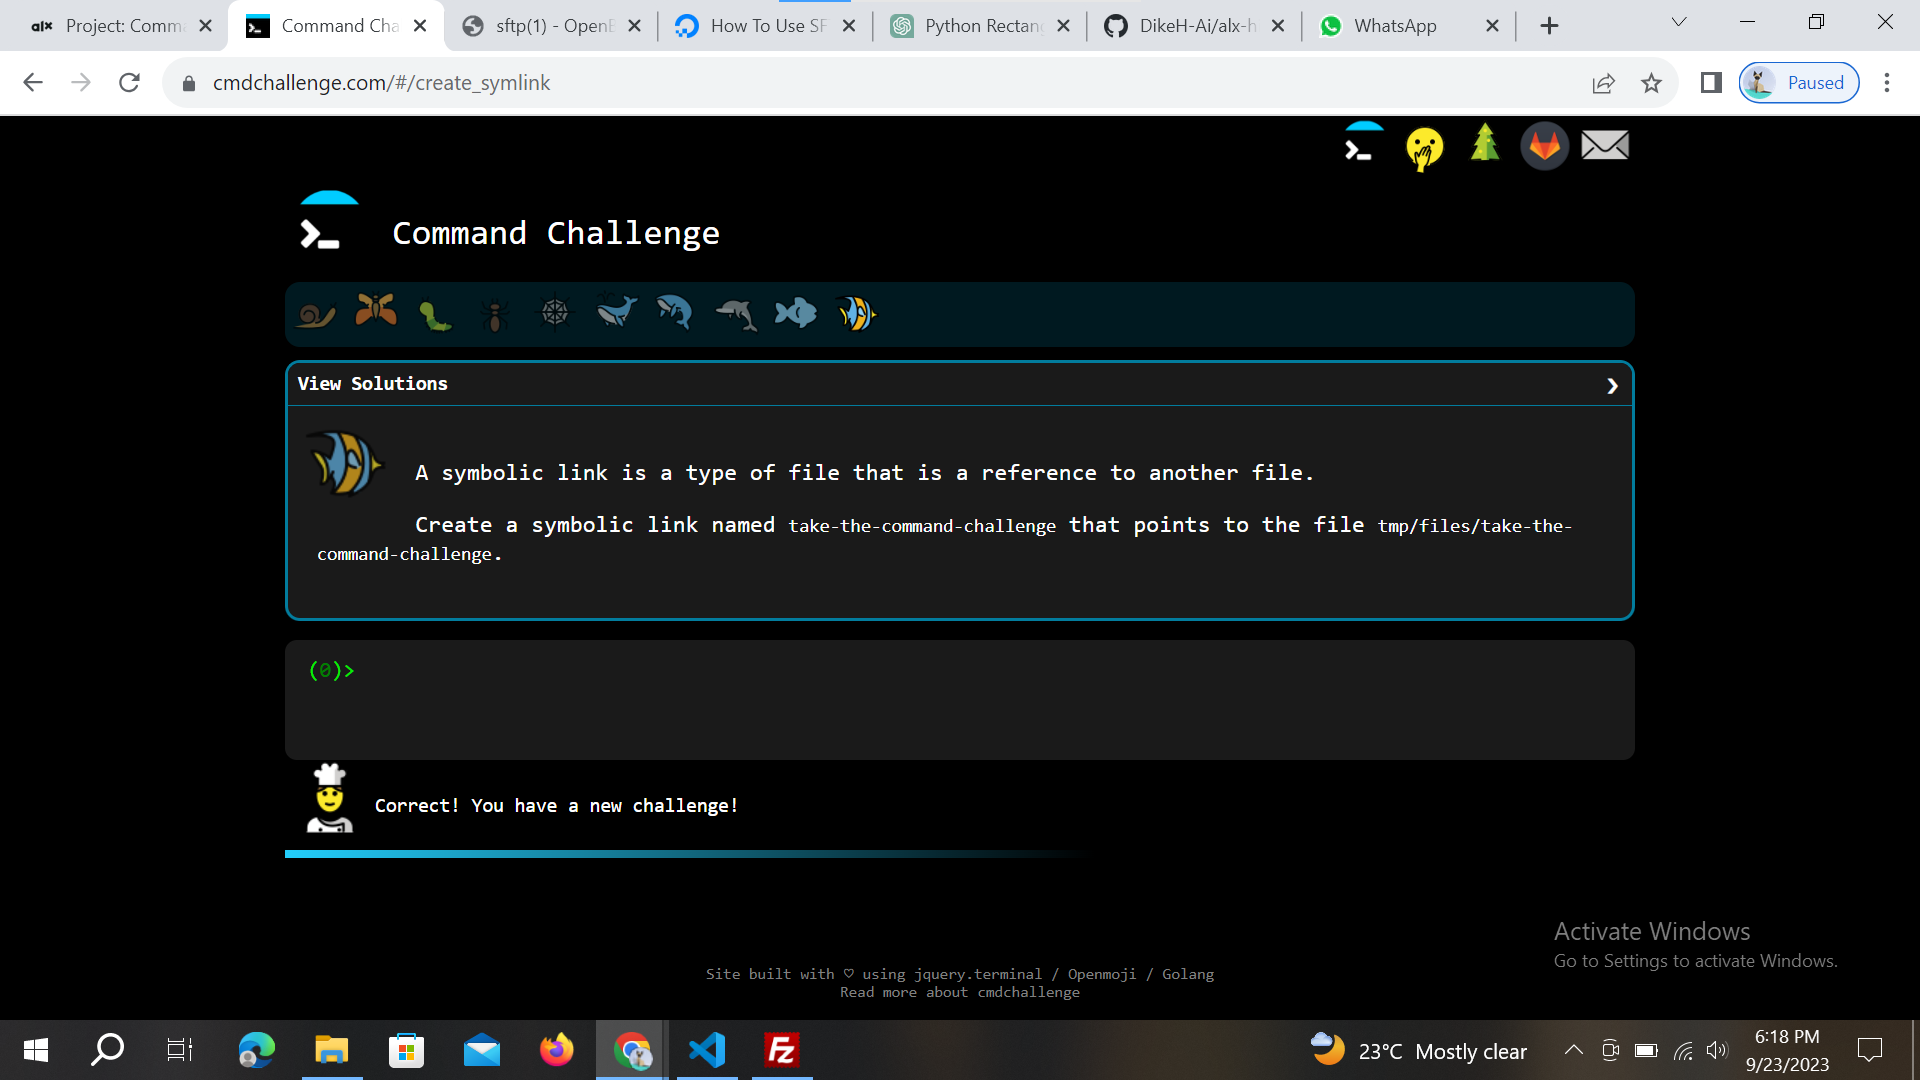 alx Project: Comma
Command Cha
sftp(1) - OpenB
How To Use SF
Python Rectang
DikeH-Ai/alx-h
WhatsApp
cmdchallenge.com/#/create_symlink
Paused
Command Challenge
View Solutions
A symbolic link is a type of file that is a reference to another file.
Create a symbolic link named take-the-command-challenge that points to the file tmp/files/take-the-
command-challenge.
(0)>
Correct! You have a new challenge!
Activate Windows
Go to Settings to activate Windows.
Site built with ♡ using jquery.terminal / Openmoji / Golang
Read more about cmdchallenge
Fz
23°C Mostly clear
6:18 PM
9/23/2023